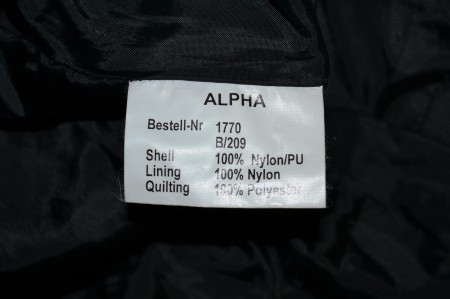 ALPHA
Bestell-Nr 1770
B/209
Shell 100% Nylon/PU
Lining 100% Nylon
Quilting 100% Polyester